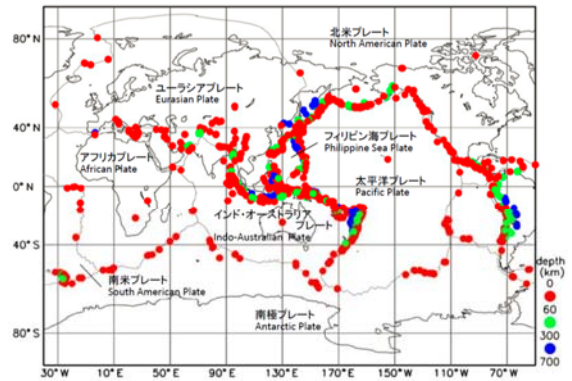 80°N
北米プレート
North American Plate
ユーラシアプレート
Eurasian Plate
40°N
フィリピン海プレート
Philippine Sea Plate
アフリカプレート
African Plate
太平洋プレート
Pacific Plate
0°N
インド・オーストラリア
プレート
Indo-Australian Plate
40°S
南米プレート
South American Plate
南極プレート
Antarctic Plate
80°S
depth
(km)
0
60
300
700
30°W
10°E
50°E
90°E
130°E
170°E
150°W
110°W
70°W